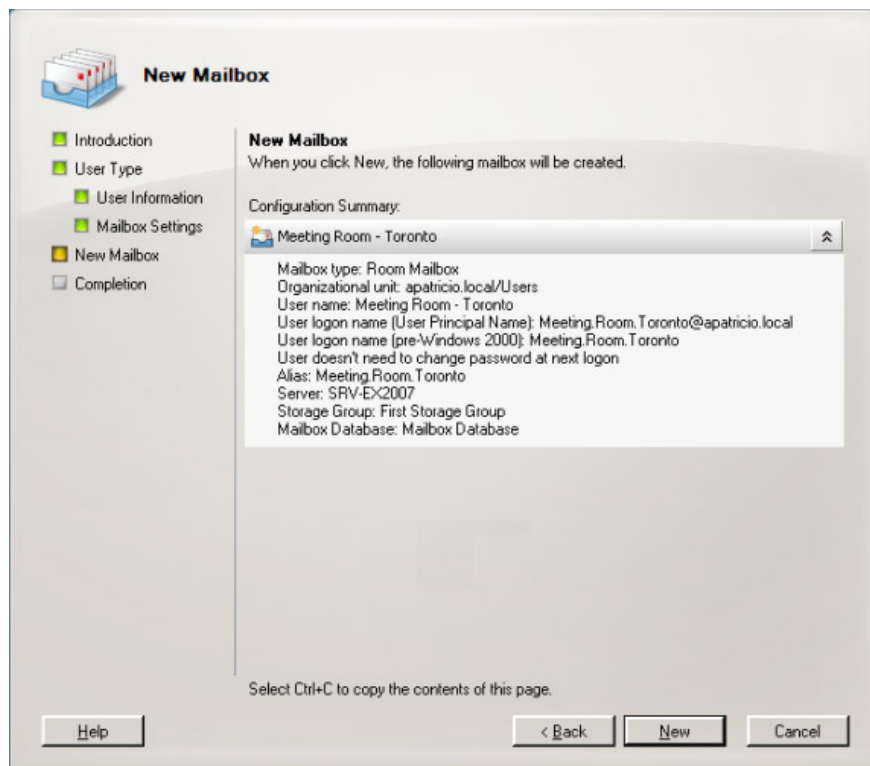 New Mailbox
Introduction
User Type
User Information
Mailbox Settings
New Mailbox
Completion
New Mailbox
When you click New, the following mailbox will be created.
Configuration Summary:
Meeting Room - Toronto
Mailbox type: Room Mailbox
Organizational unit: apatricio.local/Users
User name: Meeting Room - Toronto
User logon name (User Principal Name): Meeting.Room.Toronto@apatricio.local
User logon name (pre-Windows 2000): Meeting.Room.Toronto
User doesn't need to change password at next logon
Alias: Meeting.Room.Toronto
Server: SRV-EX2007
Storage Group: First Storage Group
Mailbox Database: Mailbox Database
Select Ctrl+C to copy the contents of this page.
Help
< Back
New
Cancel